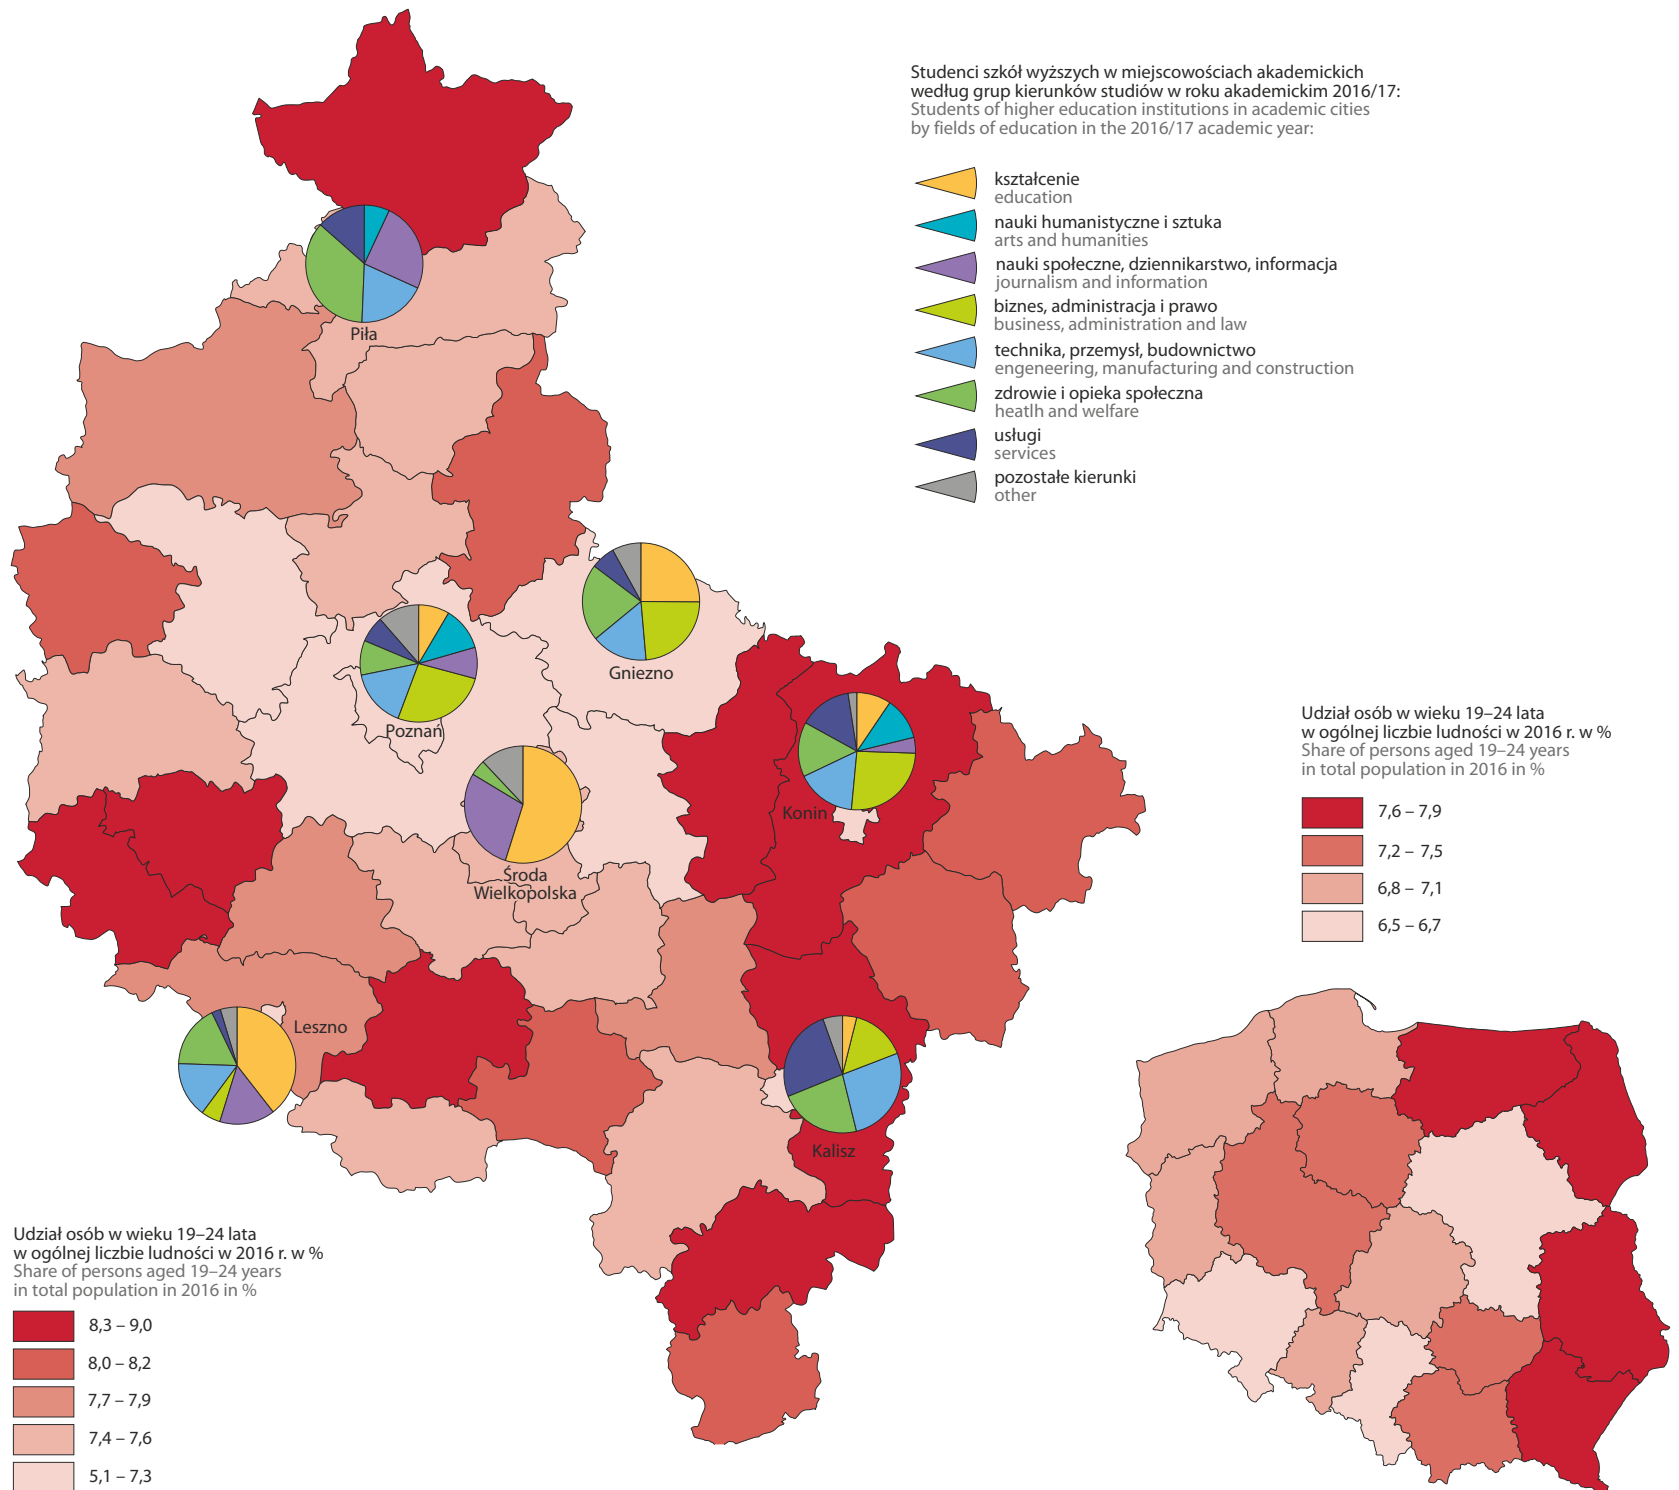 Studenci szkół wyższych w miejscowościach akademickich
według grup kierunków studiów w roku akademickim 2016/17:
Students of higher education institutions in academic cities
by fields of education in the 2016/17 academic year:
kształcenie
education
nauki humanistyczne i sztuka
arts and humanities
nauki społeczne, dziennikarstwo, informacja
journalism and information
biznes, administracja i prawo
business, administration and law
technika, przemysł, budownictwo
engeneering, manufacturing and construction
zdrowie i opieka społeczna
heatlh and welfare
usługi
services
pozostałe kierunki
other
Piła
Gniezno
Poznań
Konin
Środa
Wielkopolska
Leszno
Kalisz
Udział osób w wieku 19–24 lata
w ogólnej liczbie ludności w 2016 r. w %
Share of persons aged 19–24 years
in total population in 2016 in %
7,6 – 7,9
7,2 – 7,5
6,8 – 7,1
6,5 – 6,7
Udział osób w wieku 19–24 lata
w ogólnej liczbie ludności w 2016 r. w %
Share of persons aged 19–24 years
in total population in 2016 in %
8,3 – 9,0
8,0 – 8,2
7,7 – 7,9
7,4 – 7,6
5,1 – 7,3